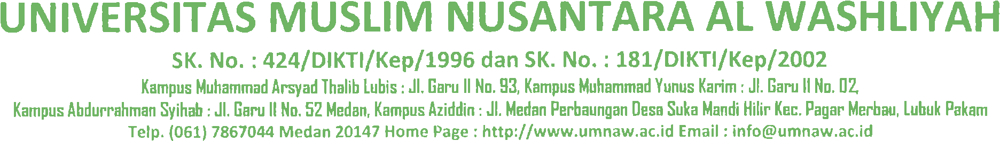 UNIVERSITAS MUSLIM NUSANTARA AL WASHLIYAH
SK. No. : 424/DIKTI/Kep/1996 dan SK. No. : 181/DIKTI/Kep/2002
Kampus Muhammad Arsyad Thalib Lubis : Jl. Garu II No. 93, Kampus Muhammad Yunus Karim : Jl. Garu II No. 02,
Kampus Abdurrahman Syihab : Jl. Garu II No. 52 Medan, Kampus Aziddin : Jl. Medan Perbaungan Desa Suka Mandi Hilir Kec. Pagar Merbau, Lubuk Pakam
Telp. (061) 7867044 Medan 20147 Home Page : http://www.umnaw.ac.id Email : info@umnaw.ac.id